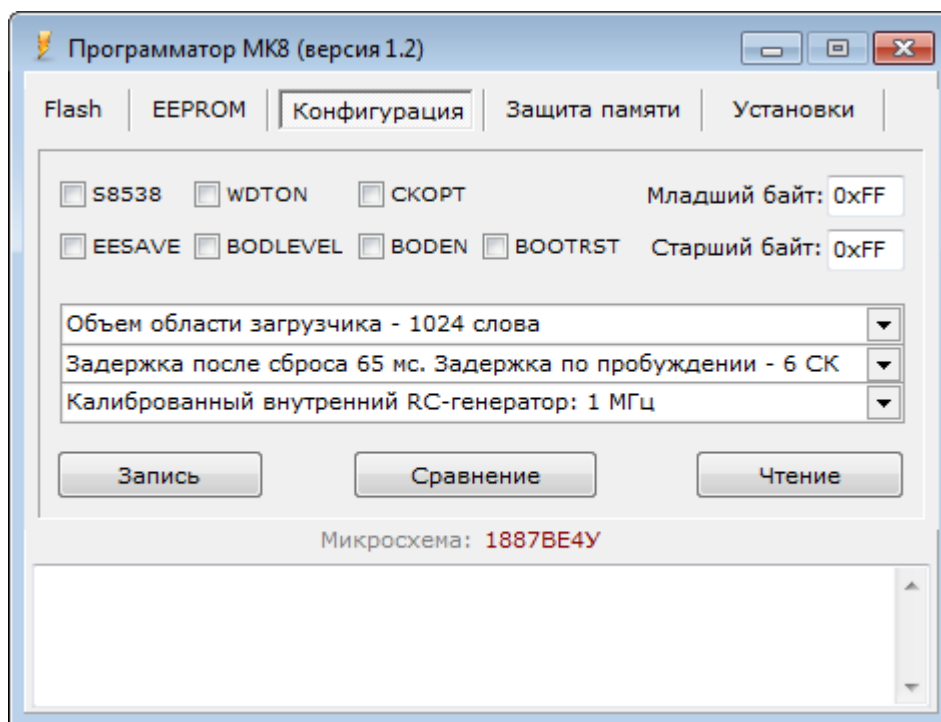 Программатор МК8 (версия 1.2)
Flash EEPROM Конфигурация Защита памяти Установки
S8538 WDTON CKOPT Младший байт: 0xFF
EESAVE BODLEVEL BODEN BOOTRST Старший байт: 0xFF
Объем области загрузчика - 1024 слова
Задержка после сброса 65 мс. Задержка по пробуждении - 6 СК
Калиброванный внутренний RC-генератор: 1 МГц
Запись Сравнение Чтение
Микросхема: 1887ВЕ4У